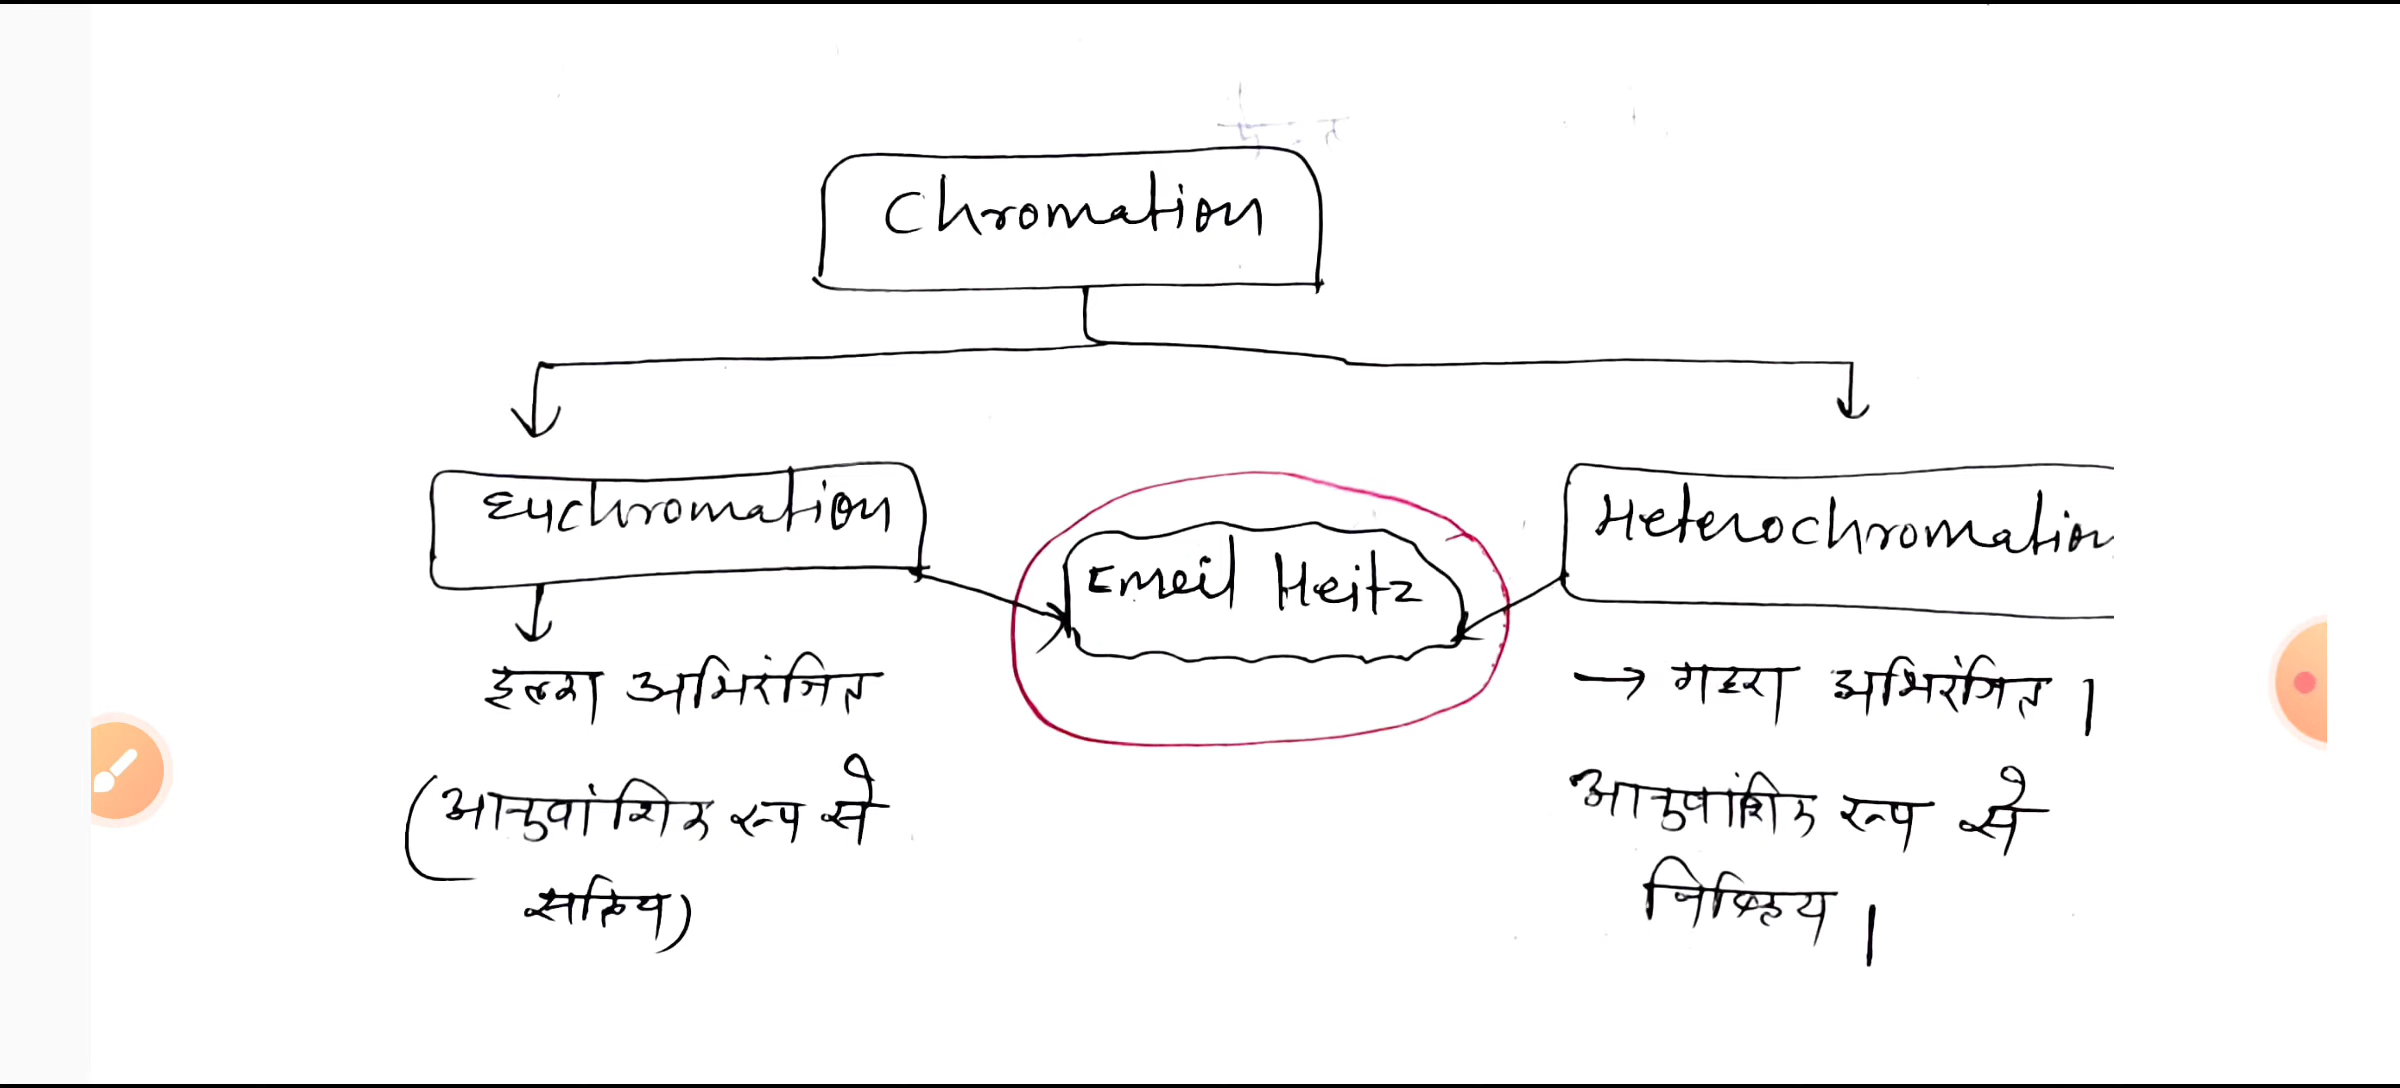 Chromation
Euchromation
Emeil Heitz
Heterochromation
हल्का अभिरंजित
→ गहरा अभिरंजित।
(आनुवांशिक रूप से
सक्रिय)
आनुवांशिक रूप से
निष्क्रिय।